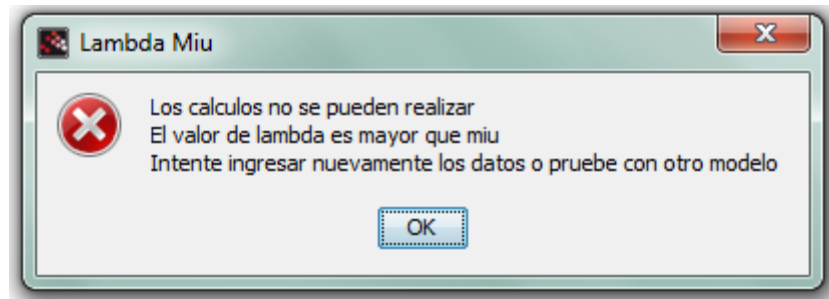 Lambda Miu
Los calculos no se pueden realizar
El valor de lambda es mayor que miu
Intente ingresar nuevamente los datos o pruebe con otro modelo
OK